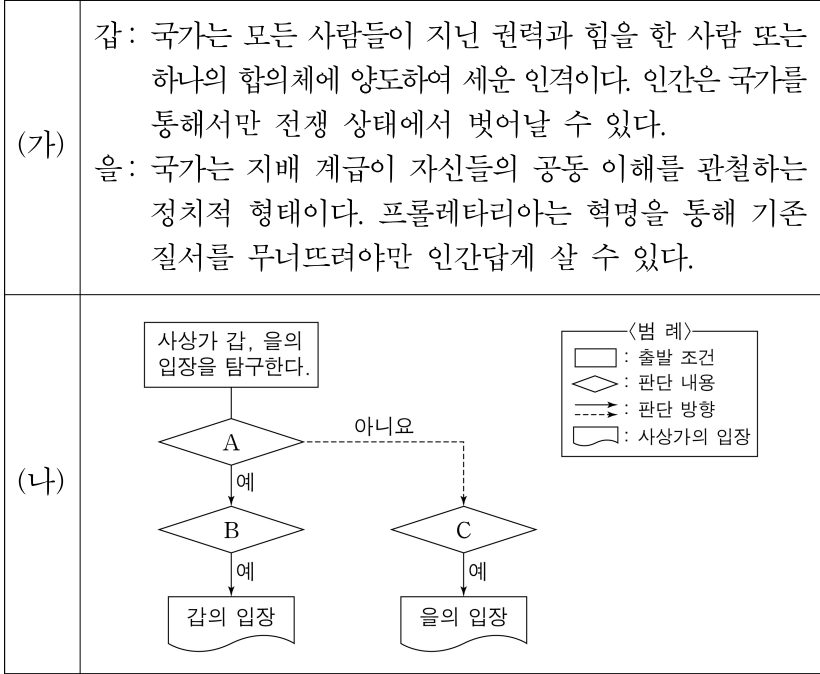 (가)
갑: 국가는 모든 사람들이 지닌 권력과 힘을 한 사람 또는
하나의 합의체에 양도하여 세운 인격이다. 인간은 국가를
통해서만 전쟁 상태에서 벗어날 수 있다.
을: 국가는 지배 계급이 자신들의 공동 이해를 관철하는
정치적 형태이다. 프롤레타리아는 혁명을 통해 기존
질서를 무너뜨려야만 인간답게 살 수 있다.
(나)
사상가 갑, 을의
입장을 탐구한다.
A
아니요
예
B
C
예
예
갑의 입장
을의 입장
〈범 례〉
: 출발 조건
: 판단 내용
: 판단 방향
: 사상가의 입장